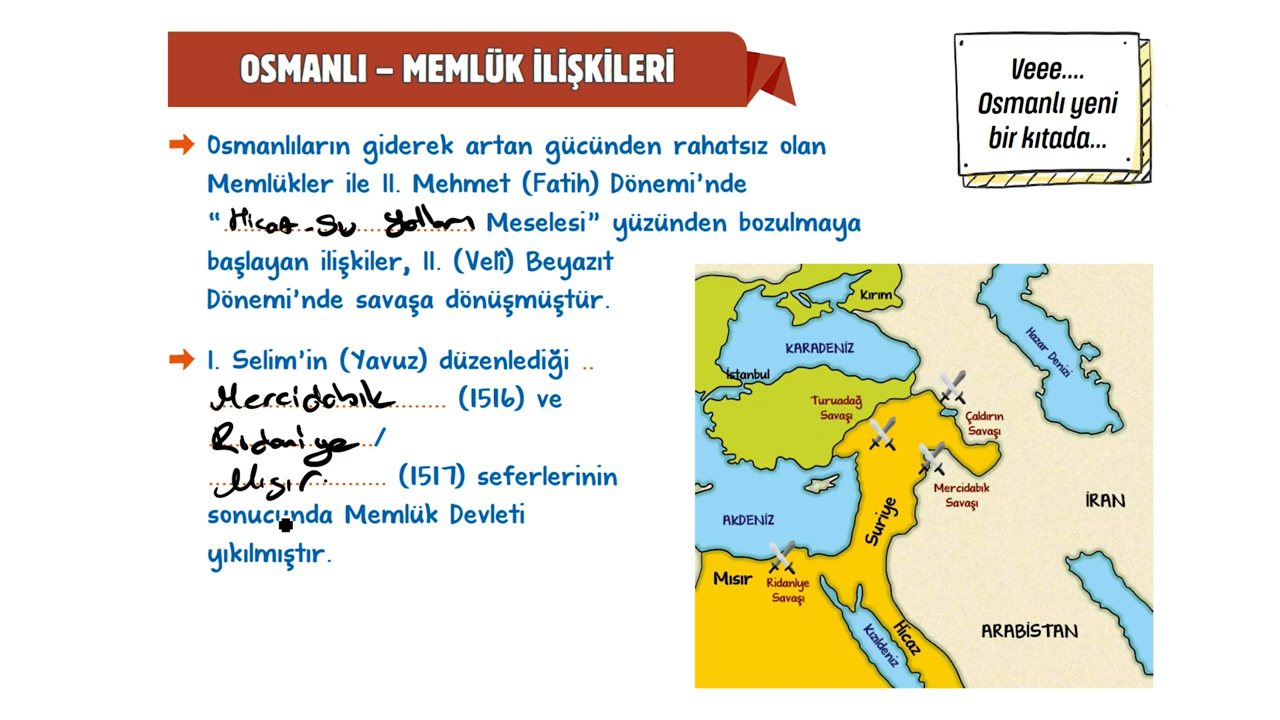 OSMANLI – MEMLÜK İLİŞKİLERİ
Veee....
Osmanlı yeni
bir kıtada...
Osmanlıların giderek artan gücünden rahatsız olan
Memlükler ile II. Mehmet (Fatih) Dönemi'nde
"Hicaz-Su Yolları Meselesi" yüzünden bozulmaya
başlayan ilişkiler, II. (Velî) Beyazıt
Dönemi'nde savaşa dönüşmüştür.
I. Selim'in (Yavuz) düzenlediği ..
Mercidabık (1516) ve
Ridaniye /
Mısır (1517) seferlerinin
sonucunda Memlük Devleti
yıkılmıştır.
Kırım
KARADENİZ
Hazar Denizi
İstanbul
Turuadağ
Savaşı
Çaldırın
Savaşı
Mercidabık
Savaşı
İRAN
AKDENİZ
Suriye
Mısır
Ridaniye
Savaşı
Hicaz
Kızıldeniz
ARABİSTAN